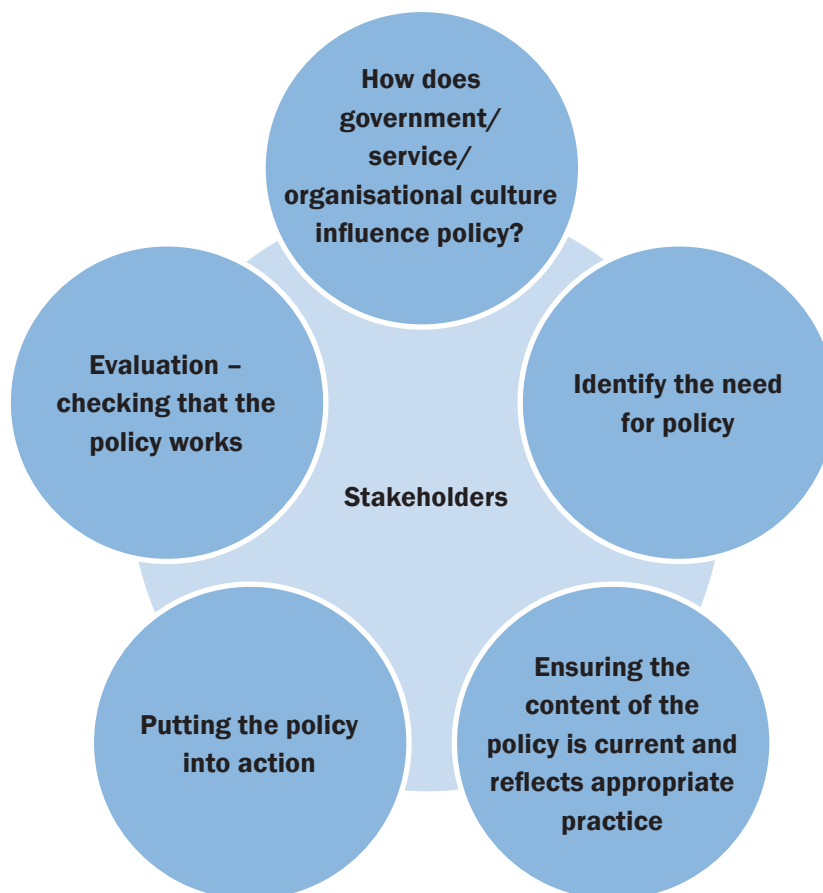 How does
government/
service/
organisational culture
influence policy?
Evaluation –
checking that the
policy works
Identify the need
for policy
Stakeholders
Putting the policy
into action
Ensuring the
content of the
policy is current and
reflects appropriate
practice